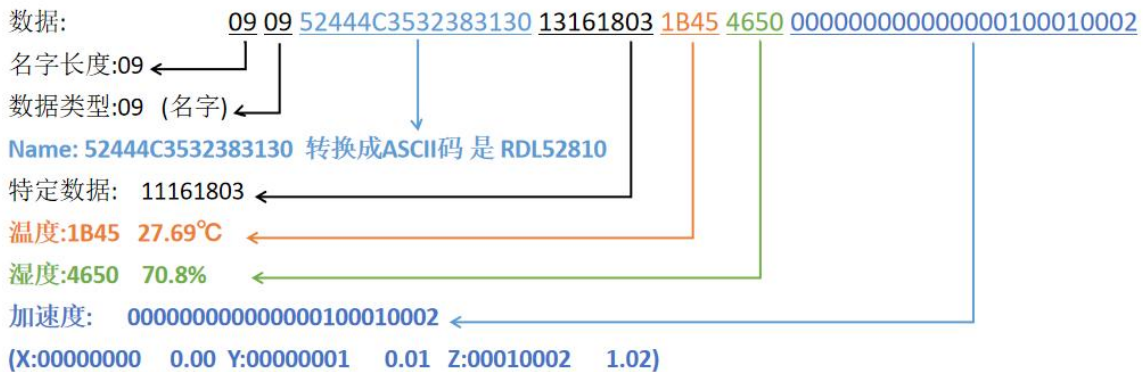 数据: 09 09 52444C3532383130 13161803 1B45 4650 000000000000000100010002
名字长度:09
数据类型:09 (名字)
Name: 52444C3532383130 转换成ASCII码 是 RDL52810
特定数据: 11161803
温度:1B45 27.69℃
湿度:4650 70.8%
加速度: 000000000000000100010002
(X:00000000 0.00 Y:00000001 0.01 Z:00010002 1.02)